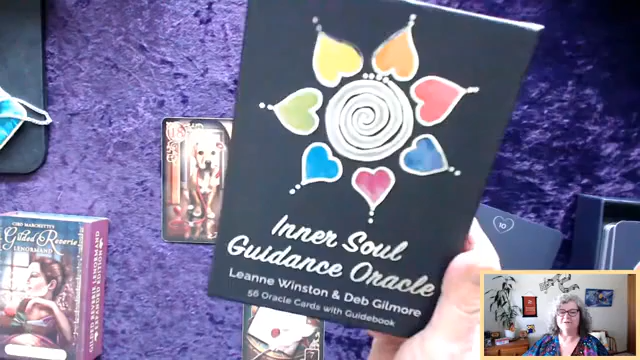 Inner Soul
Guidance Oracle
Leanne Winston & Deb Gilmore
56 Oracle Cards with Guidebook
CIRO MARCHETTI'S
Gilded Reverie
LENORMAND
10
7